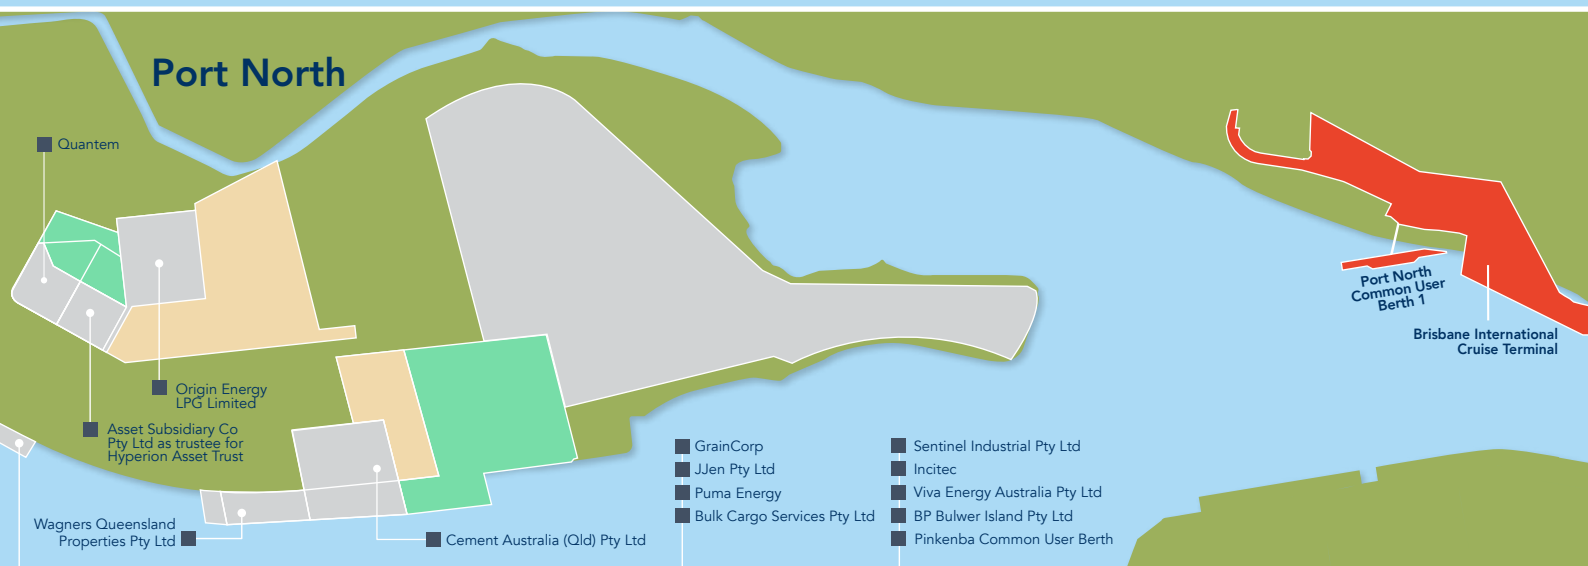 Port North
Quantem
Port North
Common User
Berth 1
Brisbane International
Cruise Terminal
Origin Energy
LPG Limited
Asset Subsidiary Co
Pty Ltd as trustee for
Hyperion Asset Trust
GrainCorp
JJen Pty Ltd
Puma Energy
Bulk Cargo Services Pty Ltd
Sentinel Industrial Pty Ltd
Incitec
Viva Energy Australia Pty Ltd
BP Bulwer Island Pty Ltd
Pinkenba Common User Berth
Wagners Queensland
Properties Pty Ltd
Cement Australia (Qld) Pty Ltd